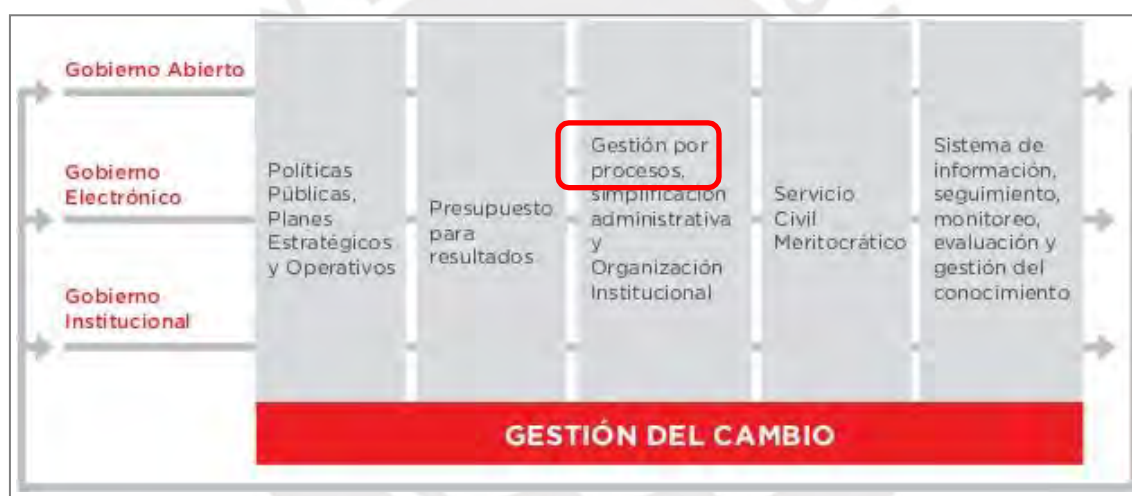 Gobierno Abierto
Gobierno
Electrónico
Gobierno
Institucional
Políticas
Públicas,
Planes
Estratégicos
y Operativos
Presupuesto
para
resultados
Gestión por
procesos,
simplificación
administrativa
y
Organización
Institucional
Servicio
Civil
Meritocrático
Sistema de
información,
seguimiento,
monitoreo,
evaluación y
gestión del
conocimiento
GESTIÓN DEL CAMBIO